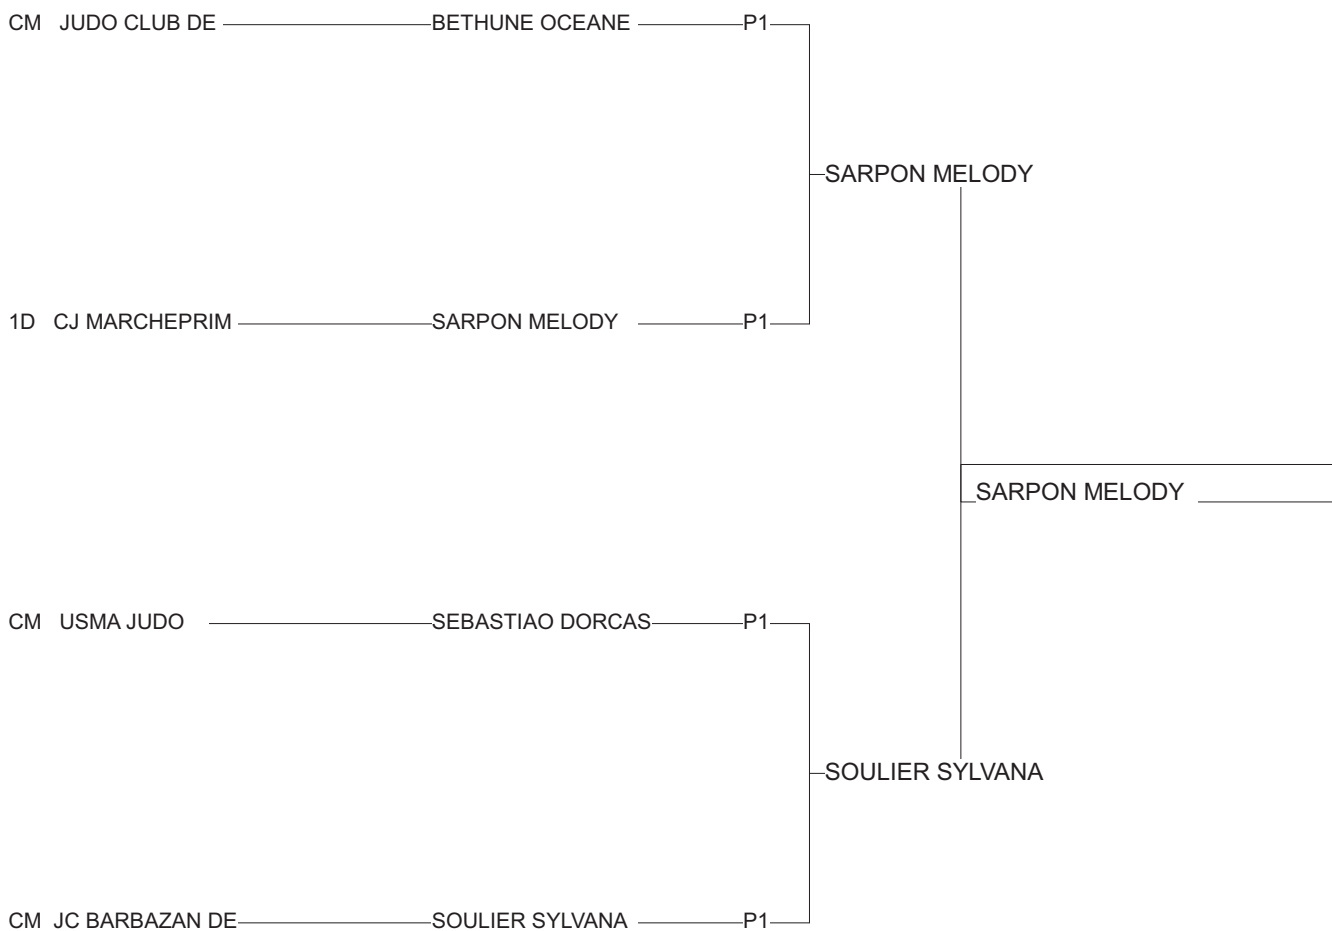 CM JUDO CLUB DE BETHUNE OCEANE P1
SARPON MELODY
1D CJ MARCHEPRIM SARPON MELODY P1
SARPON MELODY
CM USMA JUDO SEBASTIAO DORCAS P1
SOULIER SYLVANA
CM JC BARBAZAN DE SOULIER SYLVANA P1